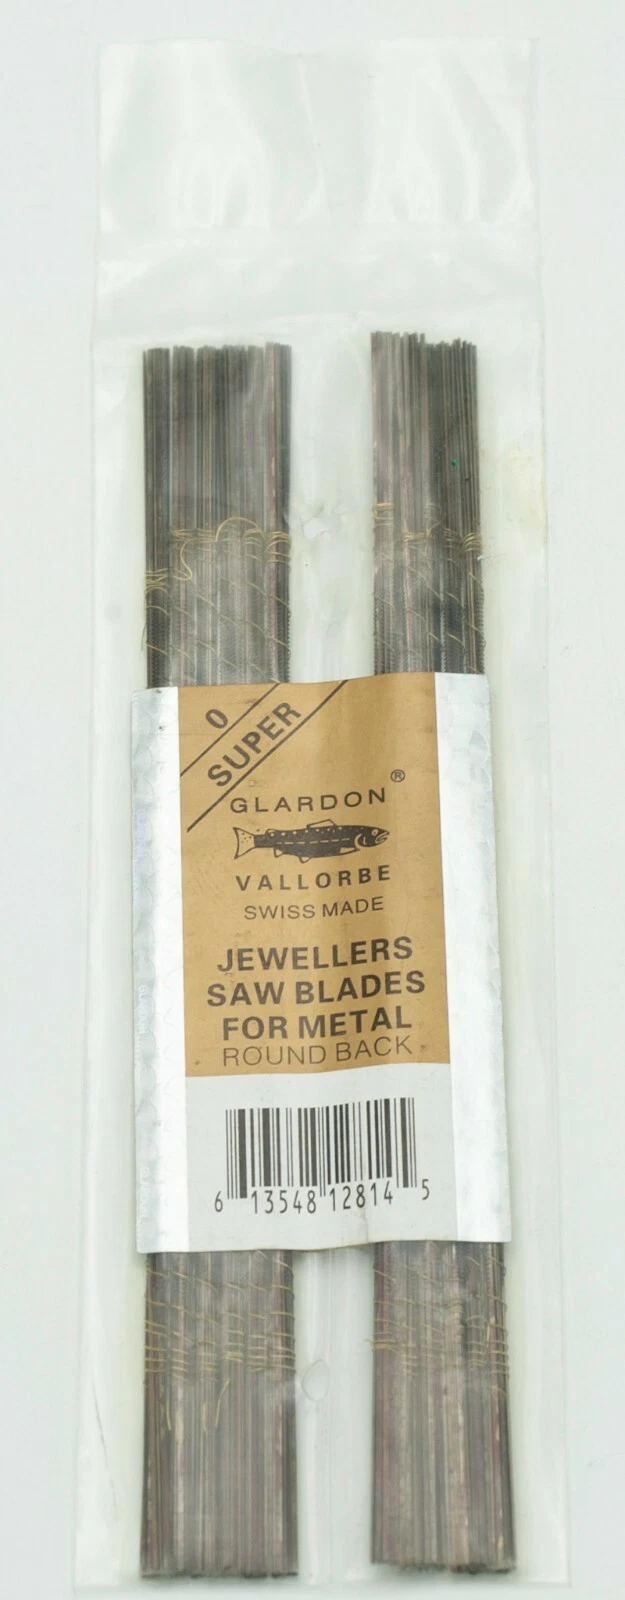 0
SUPER
GLARDON®
VALLORBE
SWISS MADE
JEWELLERS
SAW BLADES
FOR METAL
ROUND BACK
6 13548 12814 5